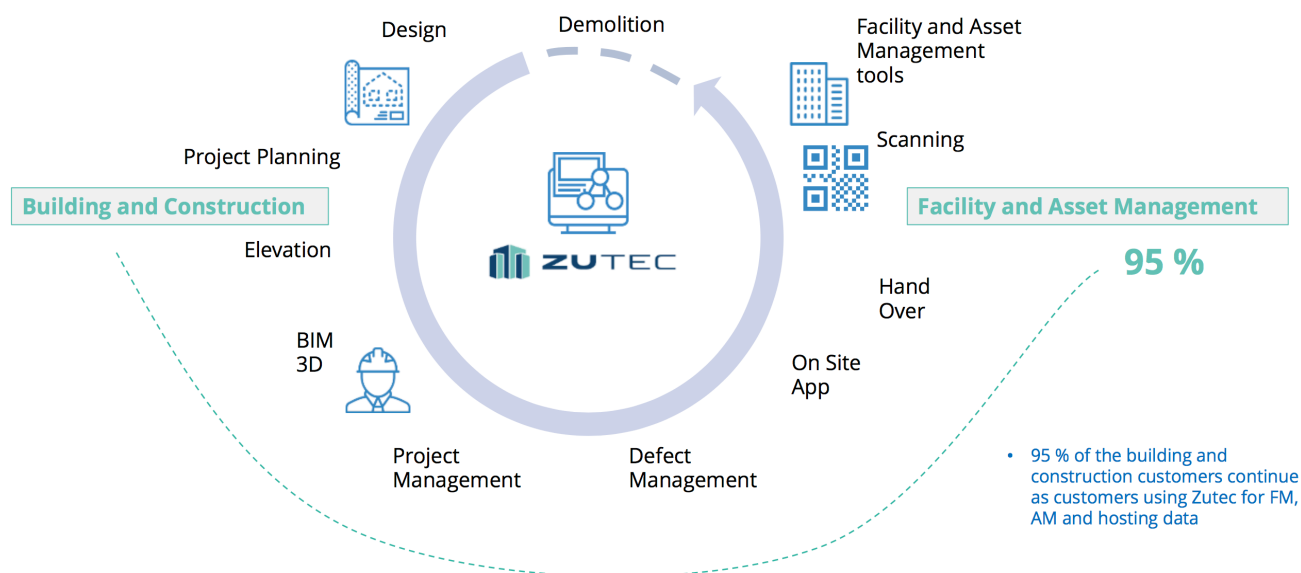 Design
Demolition
Facility and Asset
Management
tools
Project Planning
Scanning
Building and Construction
Facility and Asset Management
Elevation
ZUTEC
95 %
Hand
Over
BIM
3D
On Site
App
Project
Management
Defect
Management
• 95 % of the building and
construction customers continue
as customers using Zutec for FM,
AM and hosting data